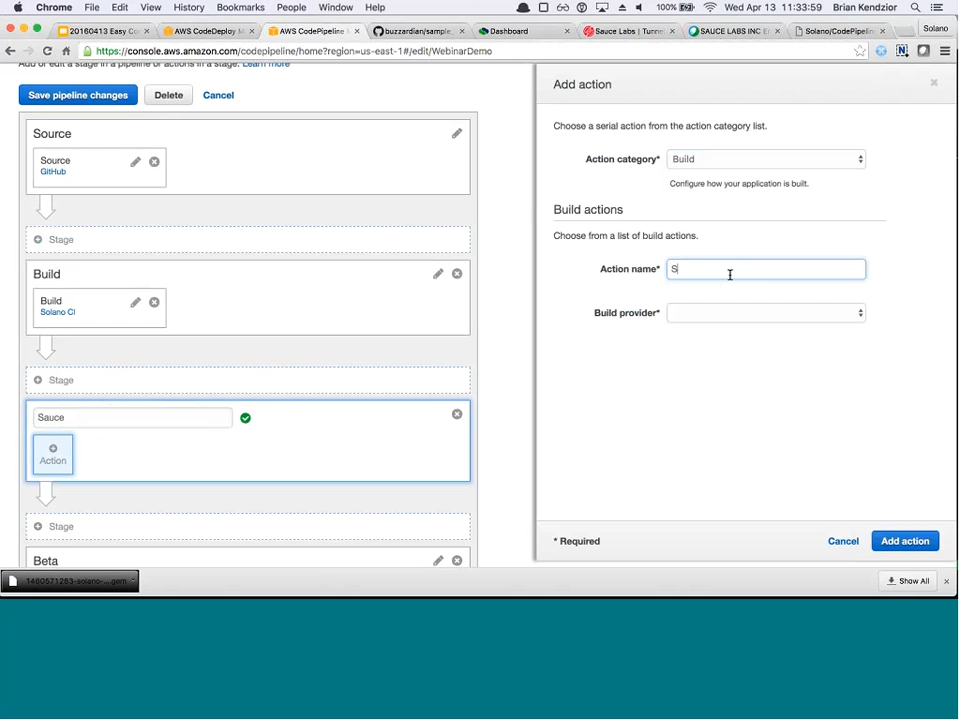 Chrome File Edit View History Bookmarks People Window Help 100% Wed Apr 13 11:33:59 Brian Kendzior
20160413 Easy Co AWS CodeDeploy M AWS CodePipeline M buzzardian/sample. Dashboard Sauce Labs | Tunnel SAUCE LABS INC E Solano/CodePipelin Solano
https://console.aws.amazon.com/codepipeline/home?region=us-east-1#/edit/WebinarDemo
Add or edit a stage in a pipeline or actions in a stage. Learn more
Save pipeline changes Delete Cancel
Source
Source
GitHub
Stage
Build
Build
Solano CI
Stage
Sauce
Action
Stage
Beta
Add action
Choose a serial action from the action category list.
Action category* Build
Configure how your application is built.
Build actions
Choose from a list of build actions.
Action name* S
Build provider*
* Required Cancel Add action
1460571283-solano-....gem Show All